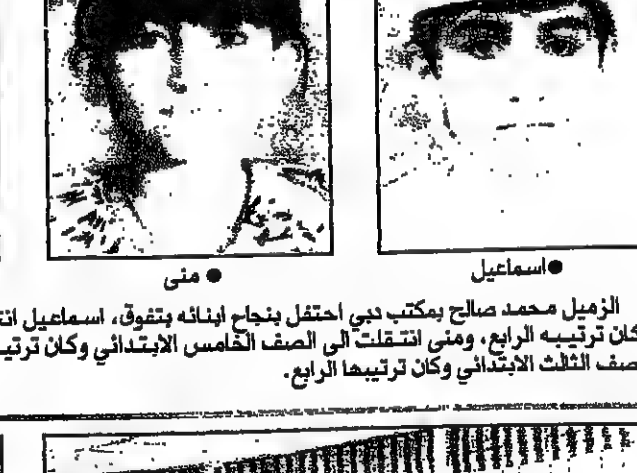 ● اسماعيل
● منى
الزميل محمد صالح بمكتب دبي احتفل بنجاح ابنائه بتفوق، اسماعيل
كان ترتيبه الرابع، ومنى انتقلت الى الصف الخامس الابتدائي وكان
صف الثالث الابتدائي وكان ترتيبها الرابع.